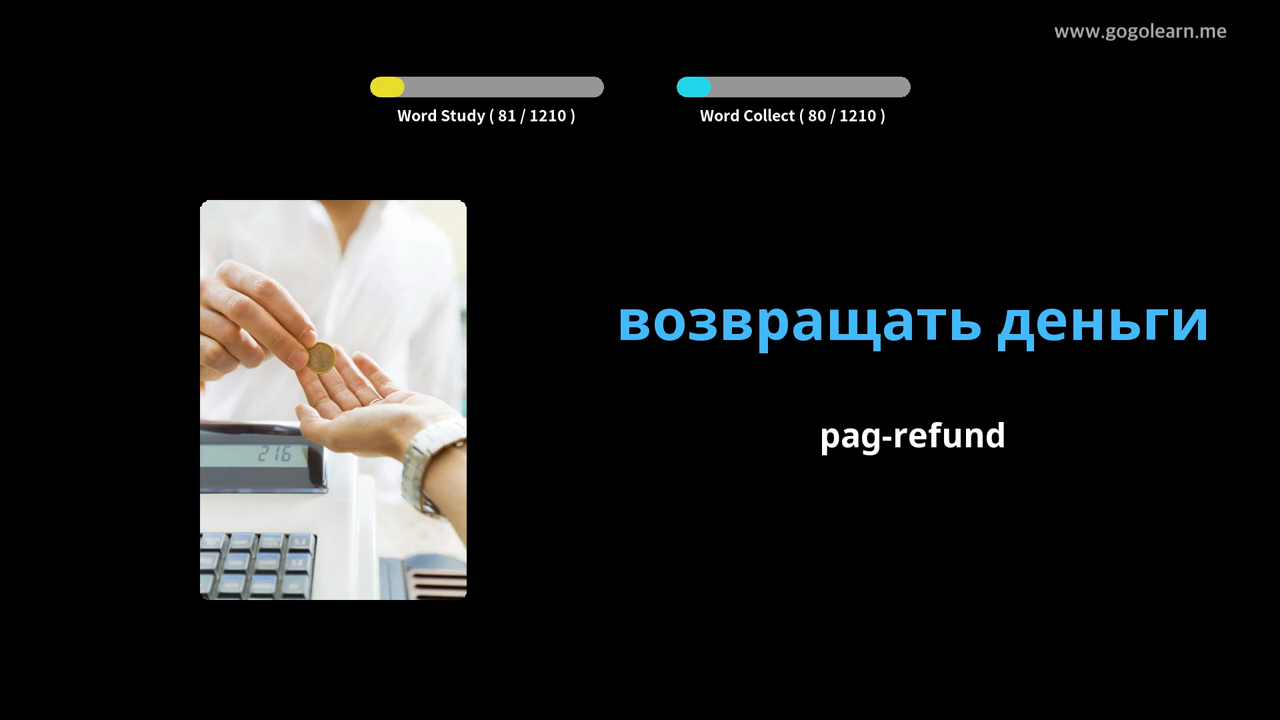 www.gogolearn.me
Word Study ( 81 / 1210 )
Word Collect ( 80 / 1210 )
возвращать деньги
pag-refund
216